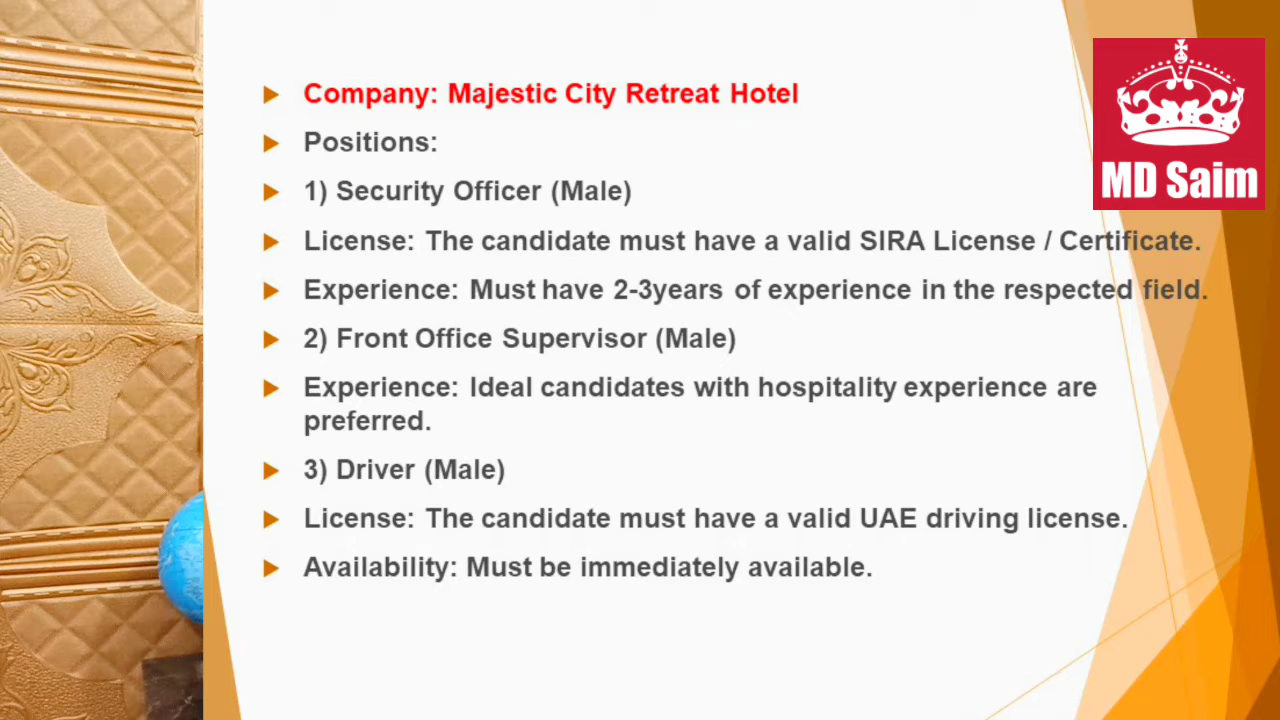 Company: Majestic City Retreat Hotel
MD Saim
Positions:
1) Security Officer (Male)
License: The candidate must have a valid SIRA License / Certificate.
Experience: Must have 2-3years of experience in the respected field.
2) Front Office Supervisor (Male)
Experience: Ideal candidates with hospitality experience are
preferred.
3) Driver (Male)
License: The candidate must have a valid UAE driving license.
Availability: Must be immediately available.